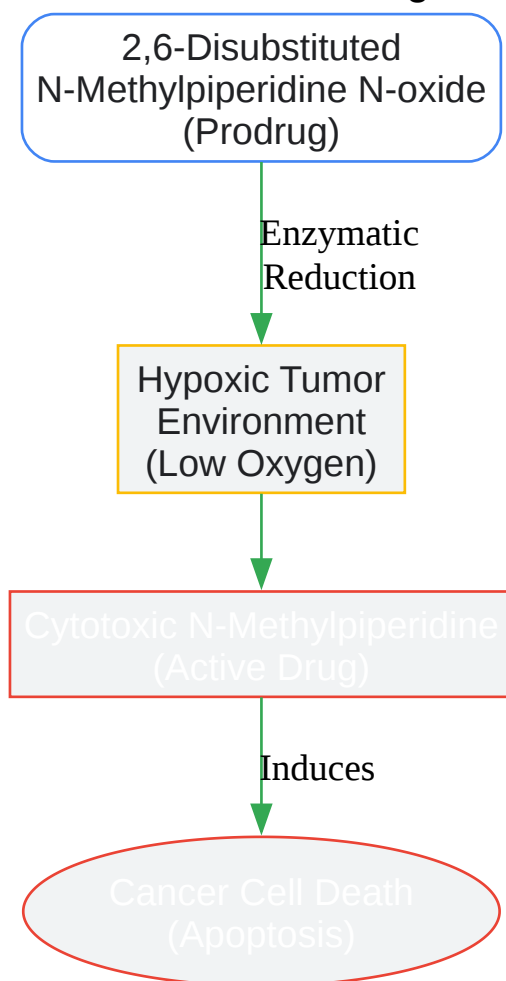 2,6-Disubstituted
N-Methylpiperidine N-oxide
(Prodrug)
Enzymatic
Reduction
Hypoxic Tumor
Environment
(Low Oxygen)
Cytotoxic N-Methylpiperidine
(Active Drug)
Induces
Cancer Cell Death
(Apoptosis)